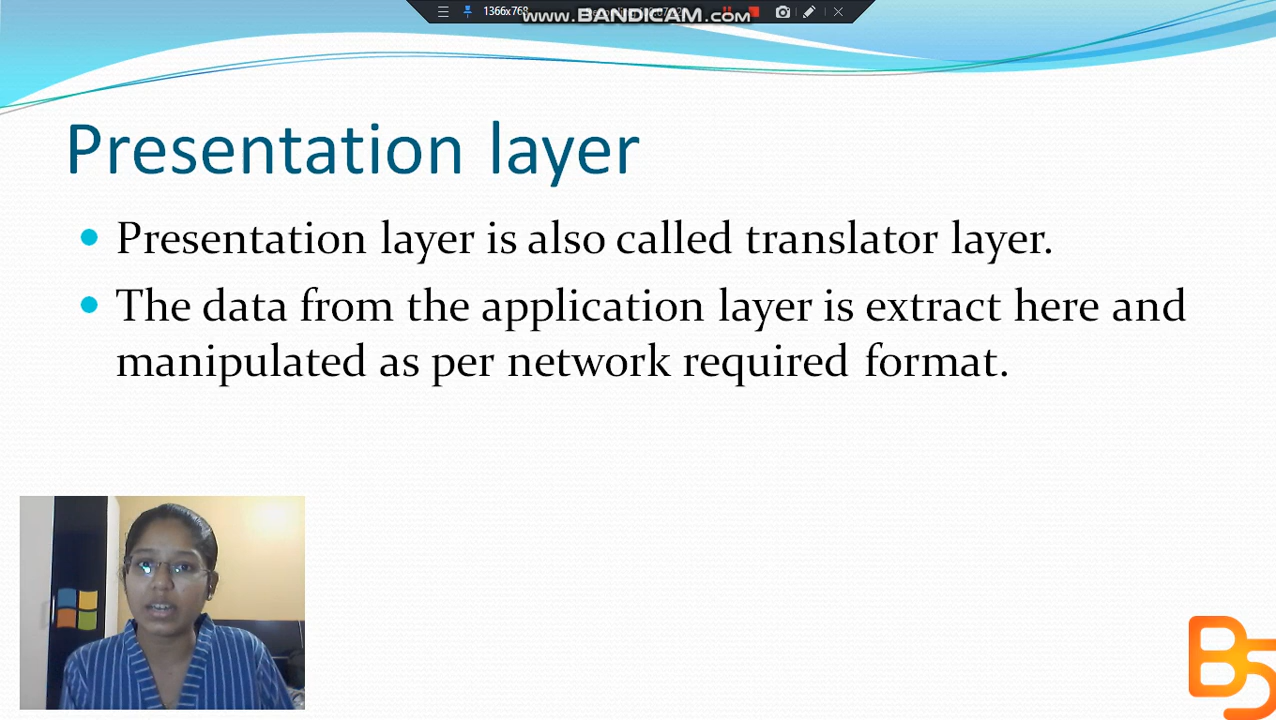 1366x768
www.BANDICAM.com
Presentation layer
Presentation layer is also called translator layer.
The data from the application layer is extract here and
manipulated as per network required format.
B5